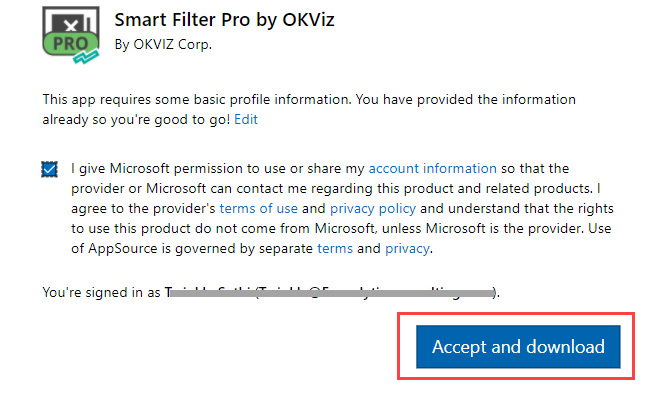 PRO
Smart Filter Pro by OKViz
By OKVIZ Corp.
This app requires some basic profile information. You have provided the information
already so you're good to go! Edit
I give Microsoft permission to use or share my account information so that the
provider or Microsoft can contact me regarding this product and related products. I
agree to the provider's terms of use and privacy policy and understand that the rights
to use this product do not come from Microsoft, unless Microsoft is the provider. Use
of AppSource is governed by separate terms and privacy.
You're signed in as
Accept and download